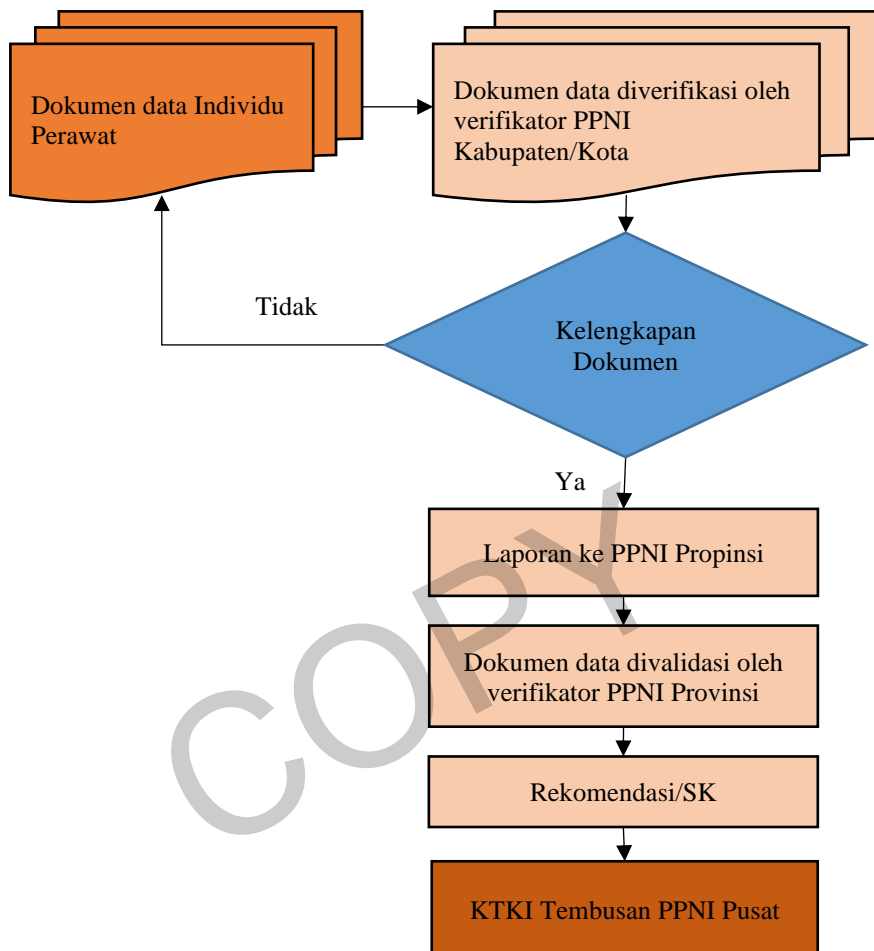 Dokumen data Individu
Perawat
Dokumen data diverifikasi oleh
verifikator PPNI
Kabupaten/Kota
Tidak
Kelengkapan
Dokumen
Ya
Laporan ke PPNI Propinsi
Dokumen data divalidasi oleh
verifikator PPNI Provinsi
Rekomendasi/SK
KTKI Tembusan PPNI Pusat
COPY